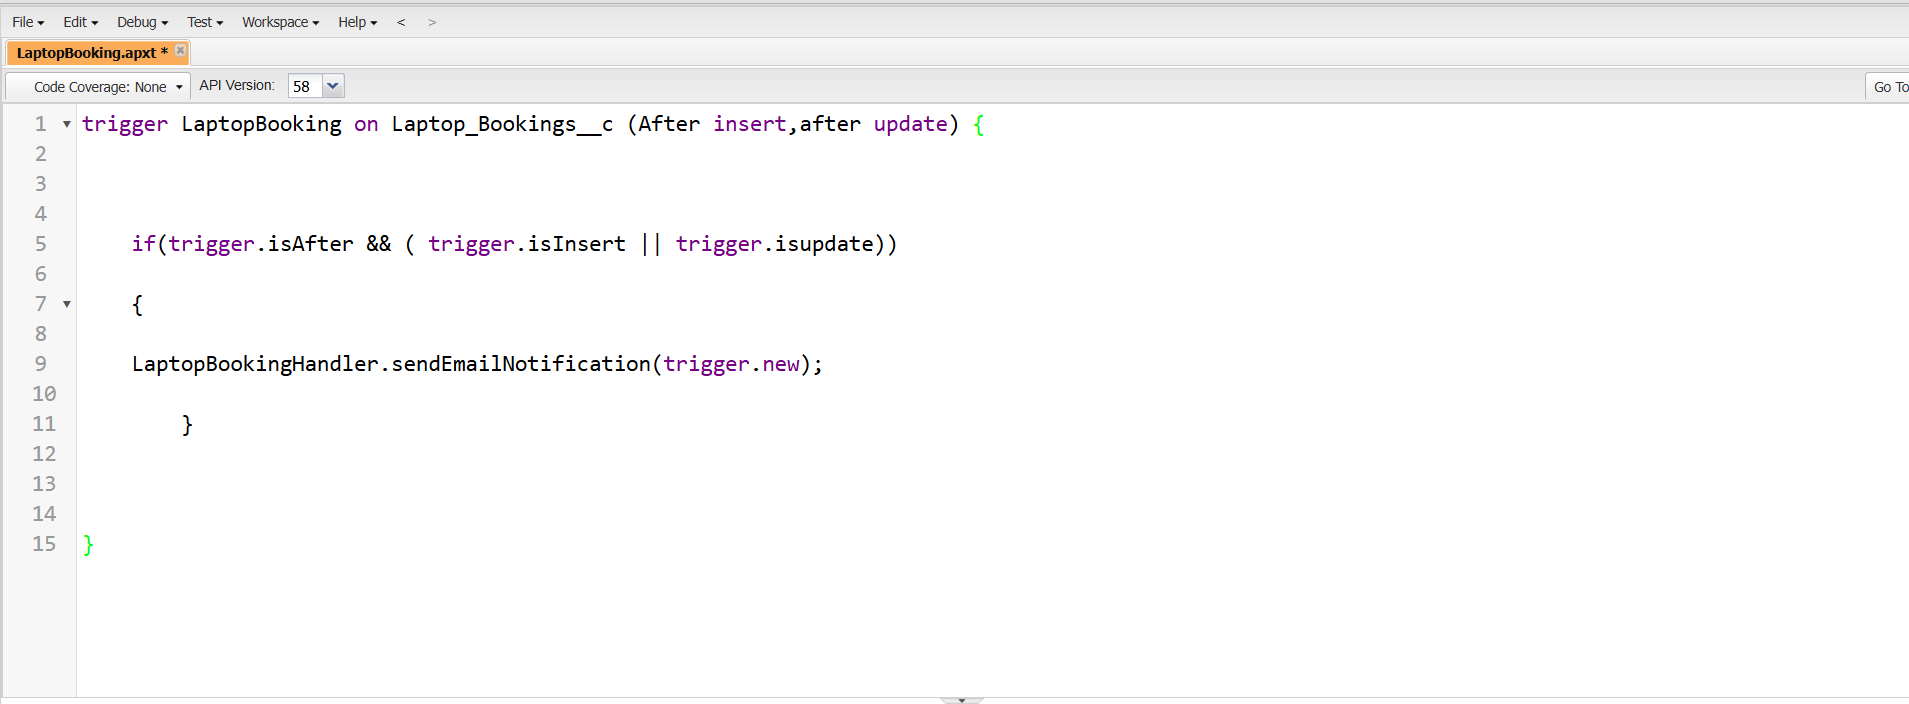 File Edit Debug Test Workspace Help < >
LaptopBooking.apxt *
Code Coverage: None API Version: 58 Go To
1 trigger LaptopBooking on Laptop_Bookings__c (After insert,after update) {
2
3
4
5 if(trigger.isAfter && ( trigger.isInsert || trigger.isupdate))
6
7 {
8
9 LaptopBookingHandler.sendEmailNotification(trigger.new);
10
11 }
12
13
14
15 }